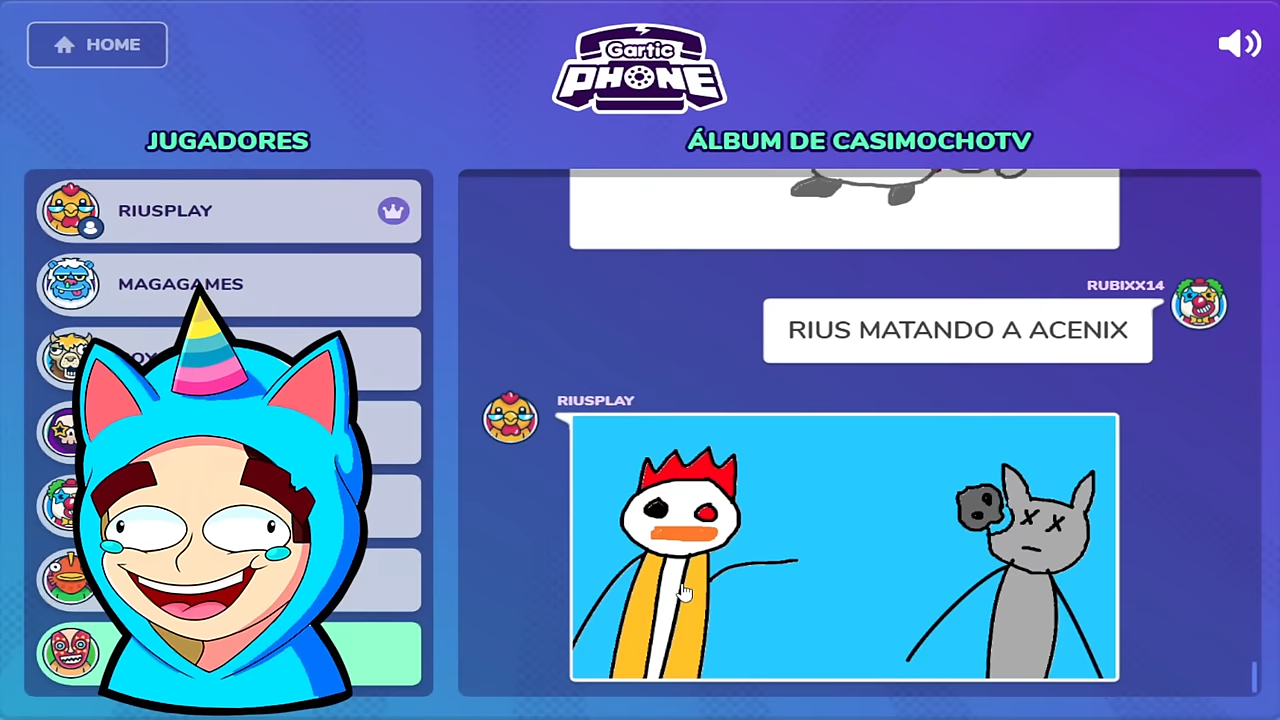 HOME
Gartic
PHONE
JUGADORES
ÁLBUM DE CASIMOCHOTV
RIUSPLAY
MAGAGAMES
RUBIXX14
RIUS MATANDO A ACENIX
RIUSPLAY